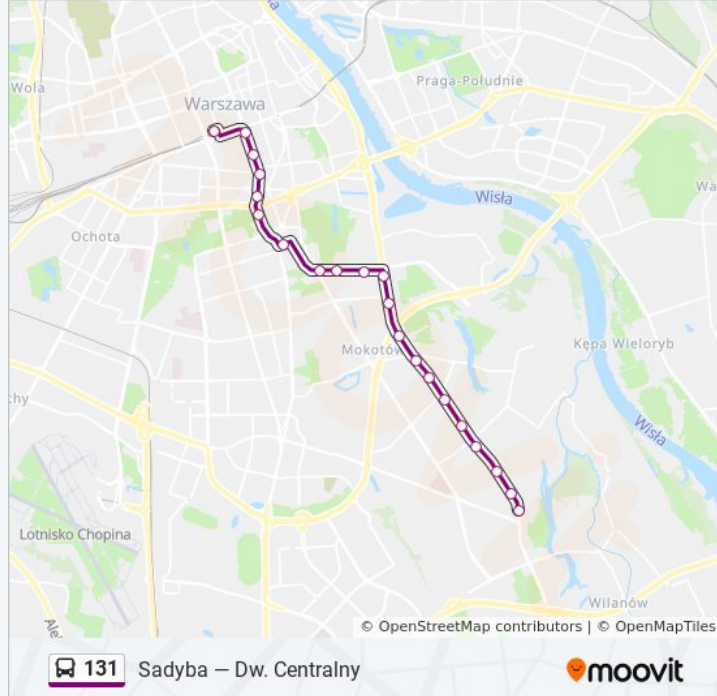 Wola
Praga-Południe
Warszawa
Wa
Wisła
Ochota
Mokotów
Kępa Wieloryb
chy
Wisła
Lotnisko Chopina
Wilanów
Ale
© OpenStreetMap contributors | © OpenMapTiles
131 Sadyba — Dw. Centralny moovit